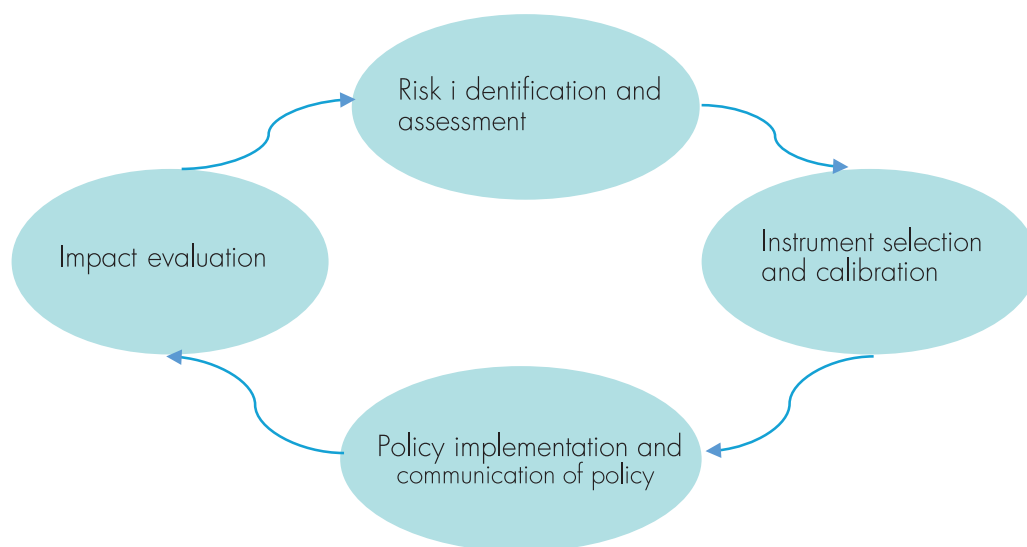 Risk i dentification and
assessment
Instrument selection
and calibration
Impact evaluation
Policy implementation and
communication of policy